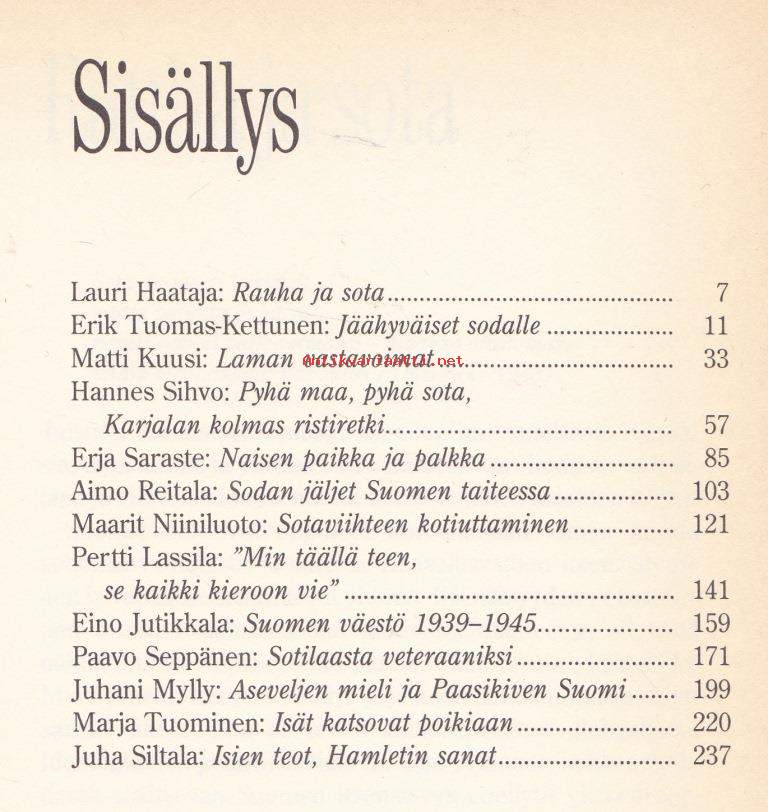 Sisällys
Lauri Haataja: Rauha ja sota........................................... 7
Erik Tuomas-Kettunen: Jäähyväiset sodalle ................... 11
Matti Kuusi: Laman vastavoimat................................... 33
antikvariaatit.net
Hannes Sihvo: Pyhä maa, pyhä sota,
Karjalan kolmas ristiretki........................................... 57
Erja Saraste: Naisen paikka ja palkka ............................ 85
Aimo Reitala: Sodan jäljet Suomen taiteessa.................. 103
Maarit Niiniluoto: Sotaviihteen kotiuttaminen ............... 121
Pertti Lassila: ”Min täällä teen,
se kaikki kieroon vie” .................................................. 141
Eino Jutikkala: Suomen väestö 1939–1945.................... 159
Paavo Seppänen: Sotilaasta veteraaniksi ........................ 171
Juhani Mylly: Aseveljen mieli ja Paasikiven Suomi ....... 199
Marja Tuominen: Isät katsovat poikiaan ........................ 220
Juha Siltala: Isien teot, Hamletin sanat........................... 237